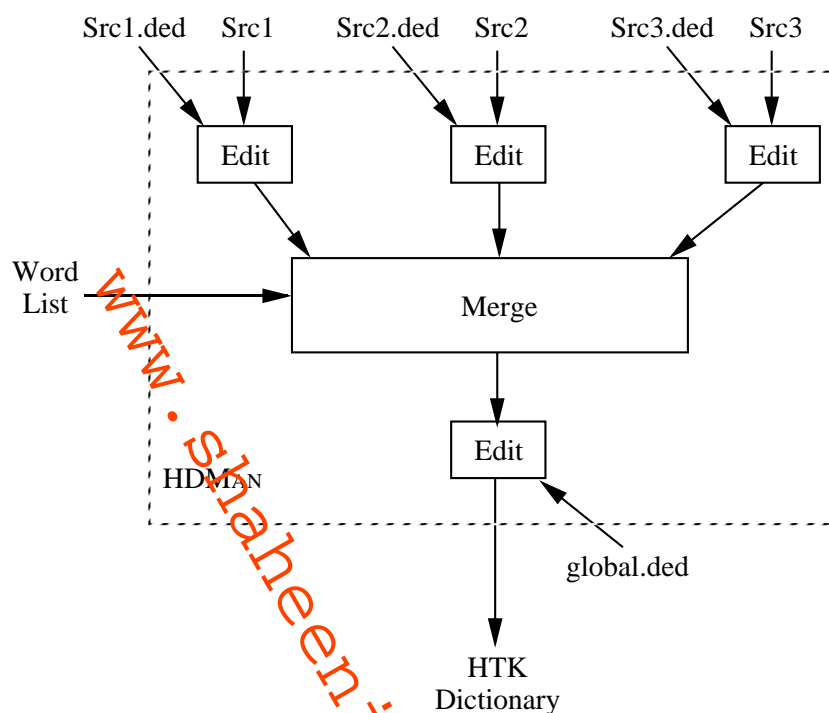 Src1.ded Src1 Src2.ded Src2 Src3.ded Src3
Edit Edit Edit
Word
List
Merge
Edit
HDMAN
global.ded
HTK
Dictionary
www.shaheen